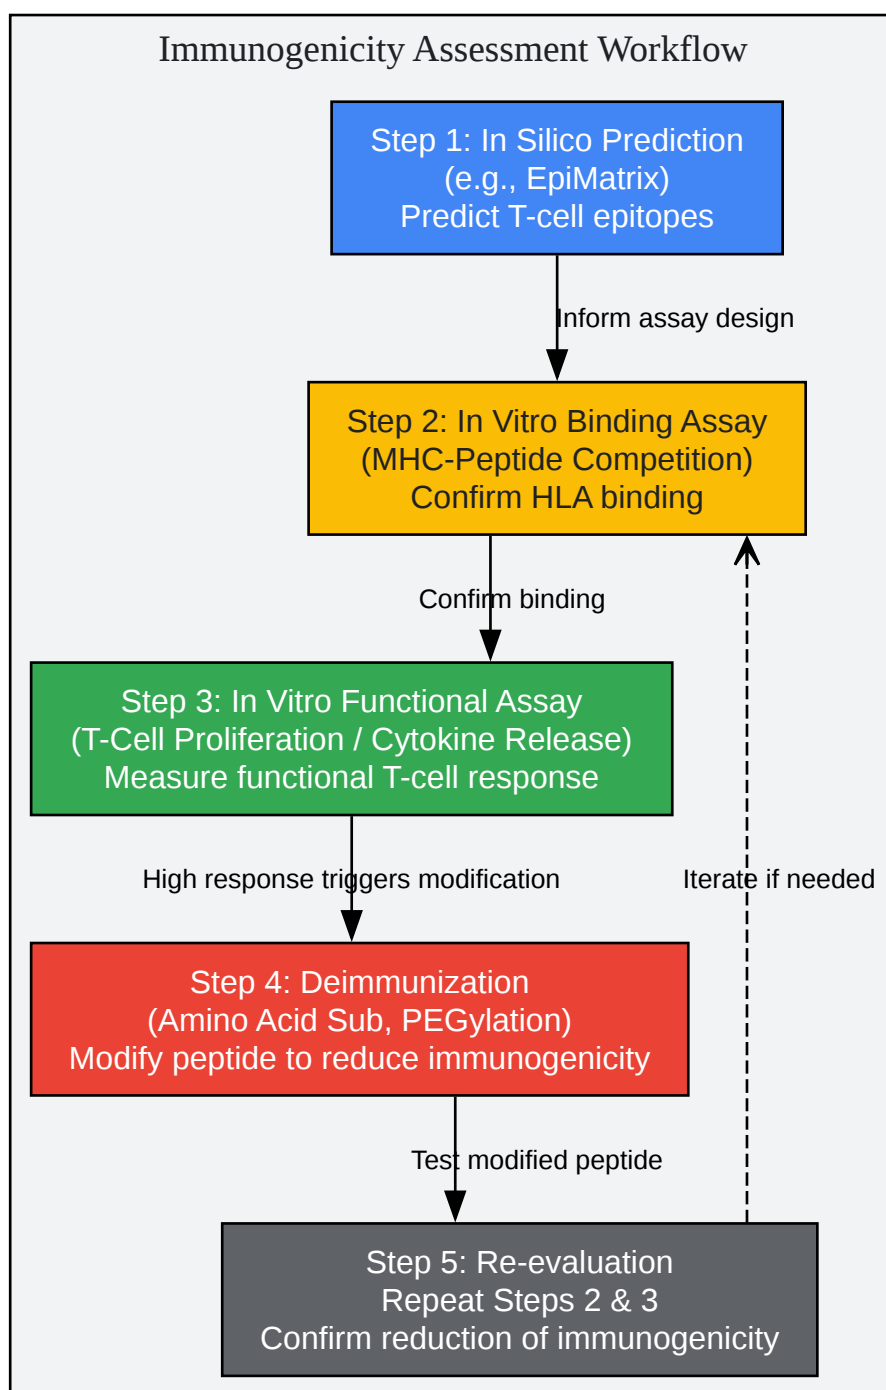 Immunogenicity Assessment Workflow
Step 1: In Silico Prediction
(e.g., EpiMatrix)
Predict T-cell epitopes
Inform assay design
Step 2: In Vitro Binding Assay
(MHC-Peptide Competition)
Confirm HLA binding
Confirm binding
Step 3: In Vitro Functional Assay
(T-Cell Proliferation / Cytokine Release)
Measure functional T-cell response
High response triggers modification
Iterate if needed
Step 4: Deimmunization
(Amino Acid Sub, PEGylation)
Modify peptide to reduce immunogenicity
Test modified peptide
Step 5: Re-evaluation
Repeat Steps 2 & 3
Confirm reduction of immunogenicity